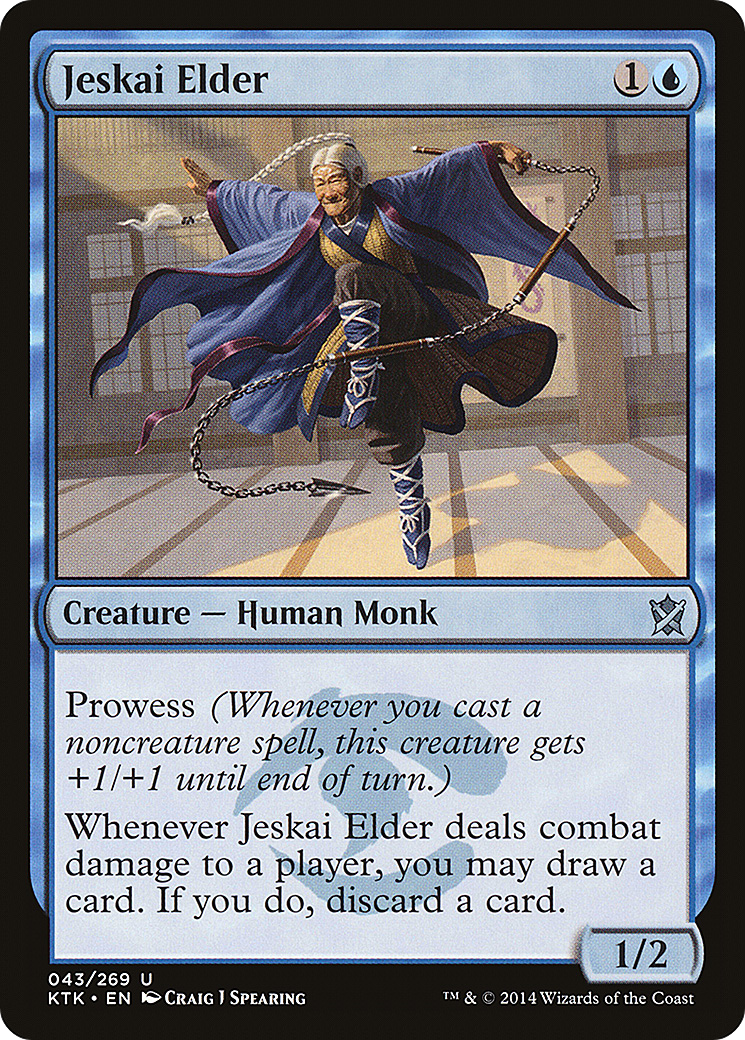 Jeskai Elder 1
Creature — Human Monk
Prowess (Whenever you cast a
noncreature spell, this creature gets
+1/+1 until end of turn.)
Whenever Jeskai Elder deals combat
damage to a player, you may draw a
card. If you do, discard a card.
1/2
043/269 U
KTK • EN Craig J Spearing
™ & © 2014 Wizards of the Coast